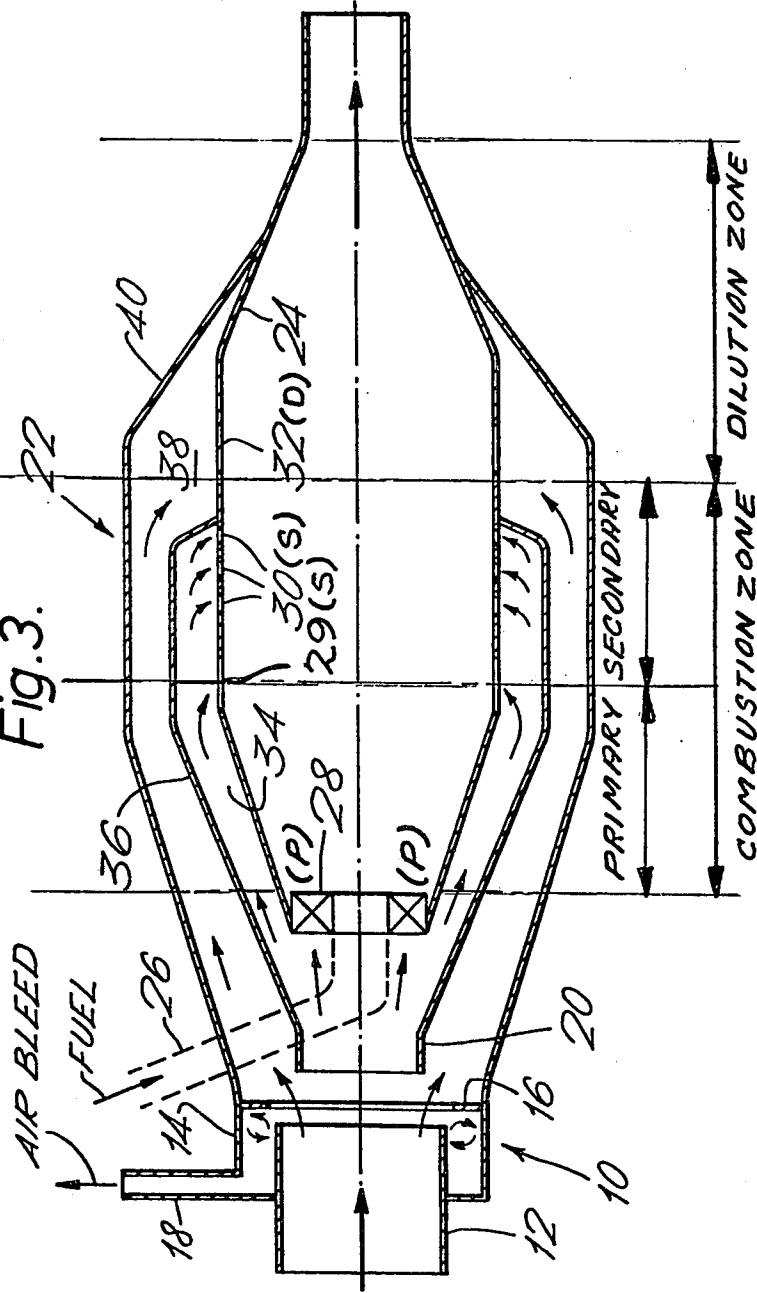 Fig.3.
AIR BLEED
FUEL
26
14
18
36
34
28
(P)
(P)
29(S)
30(S)
32(D)
22
38
40
24
12
10
16
20
PRIMARY
SECONDARY
COMBUSTION ZONE
DILUTION ZONE